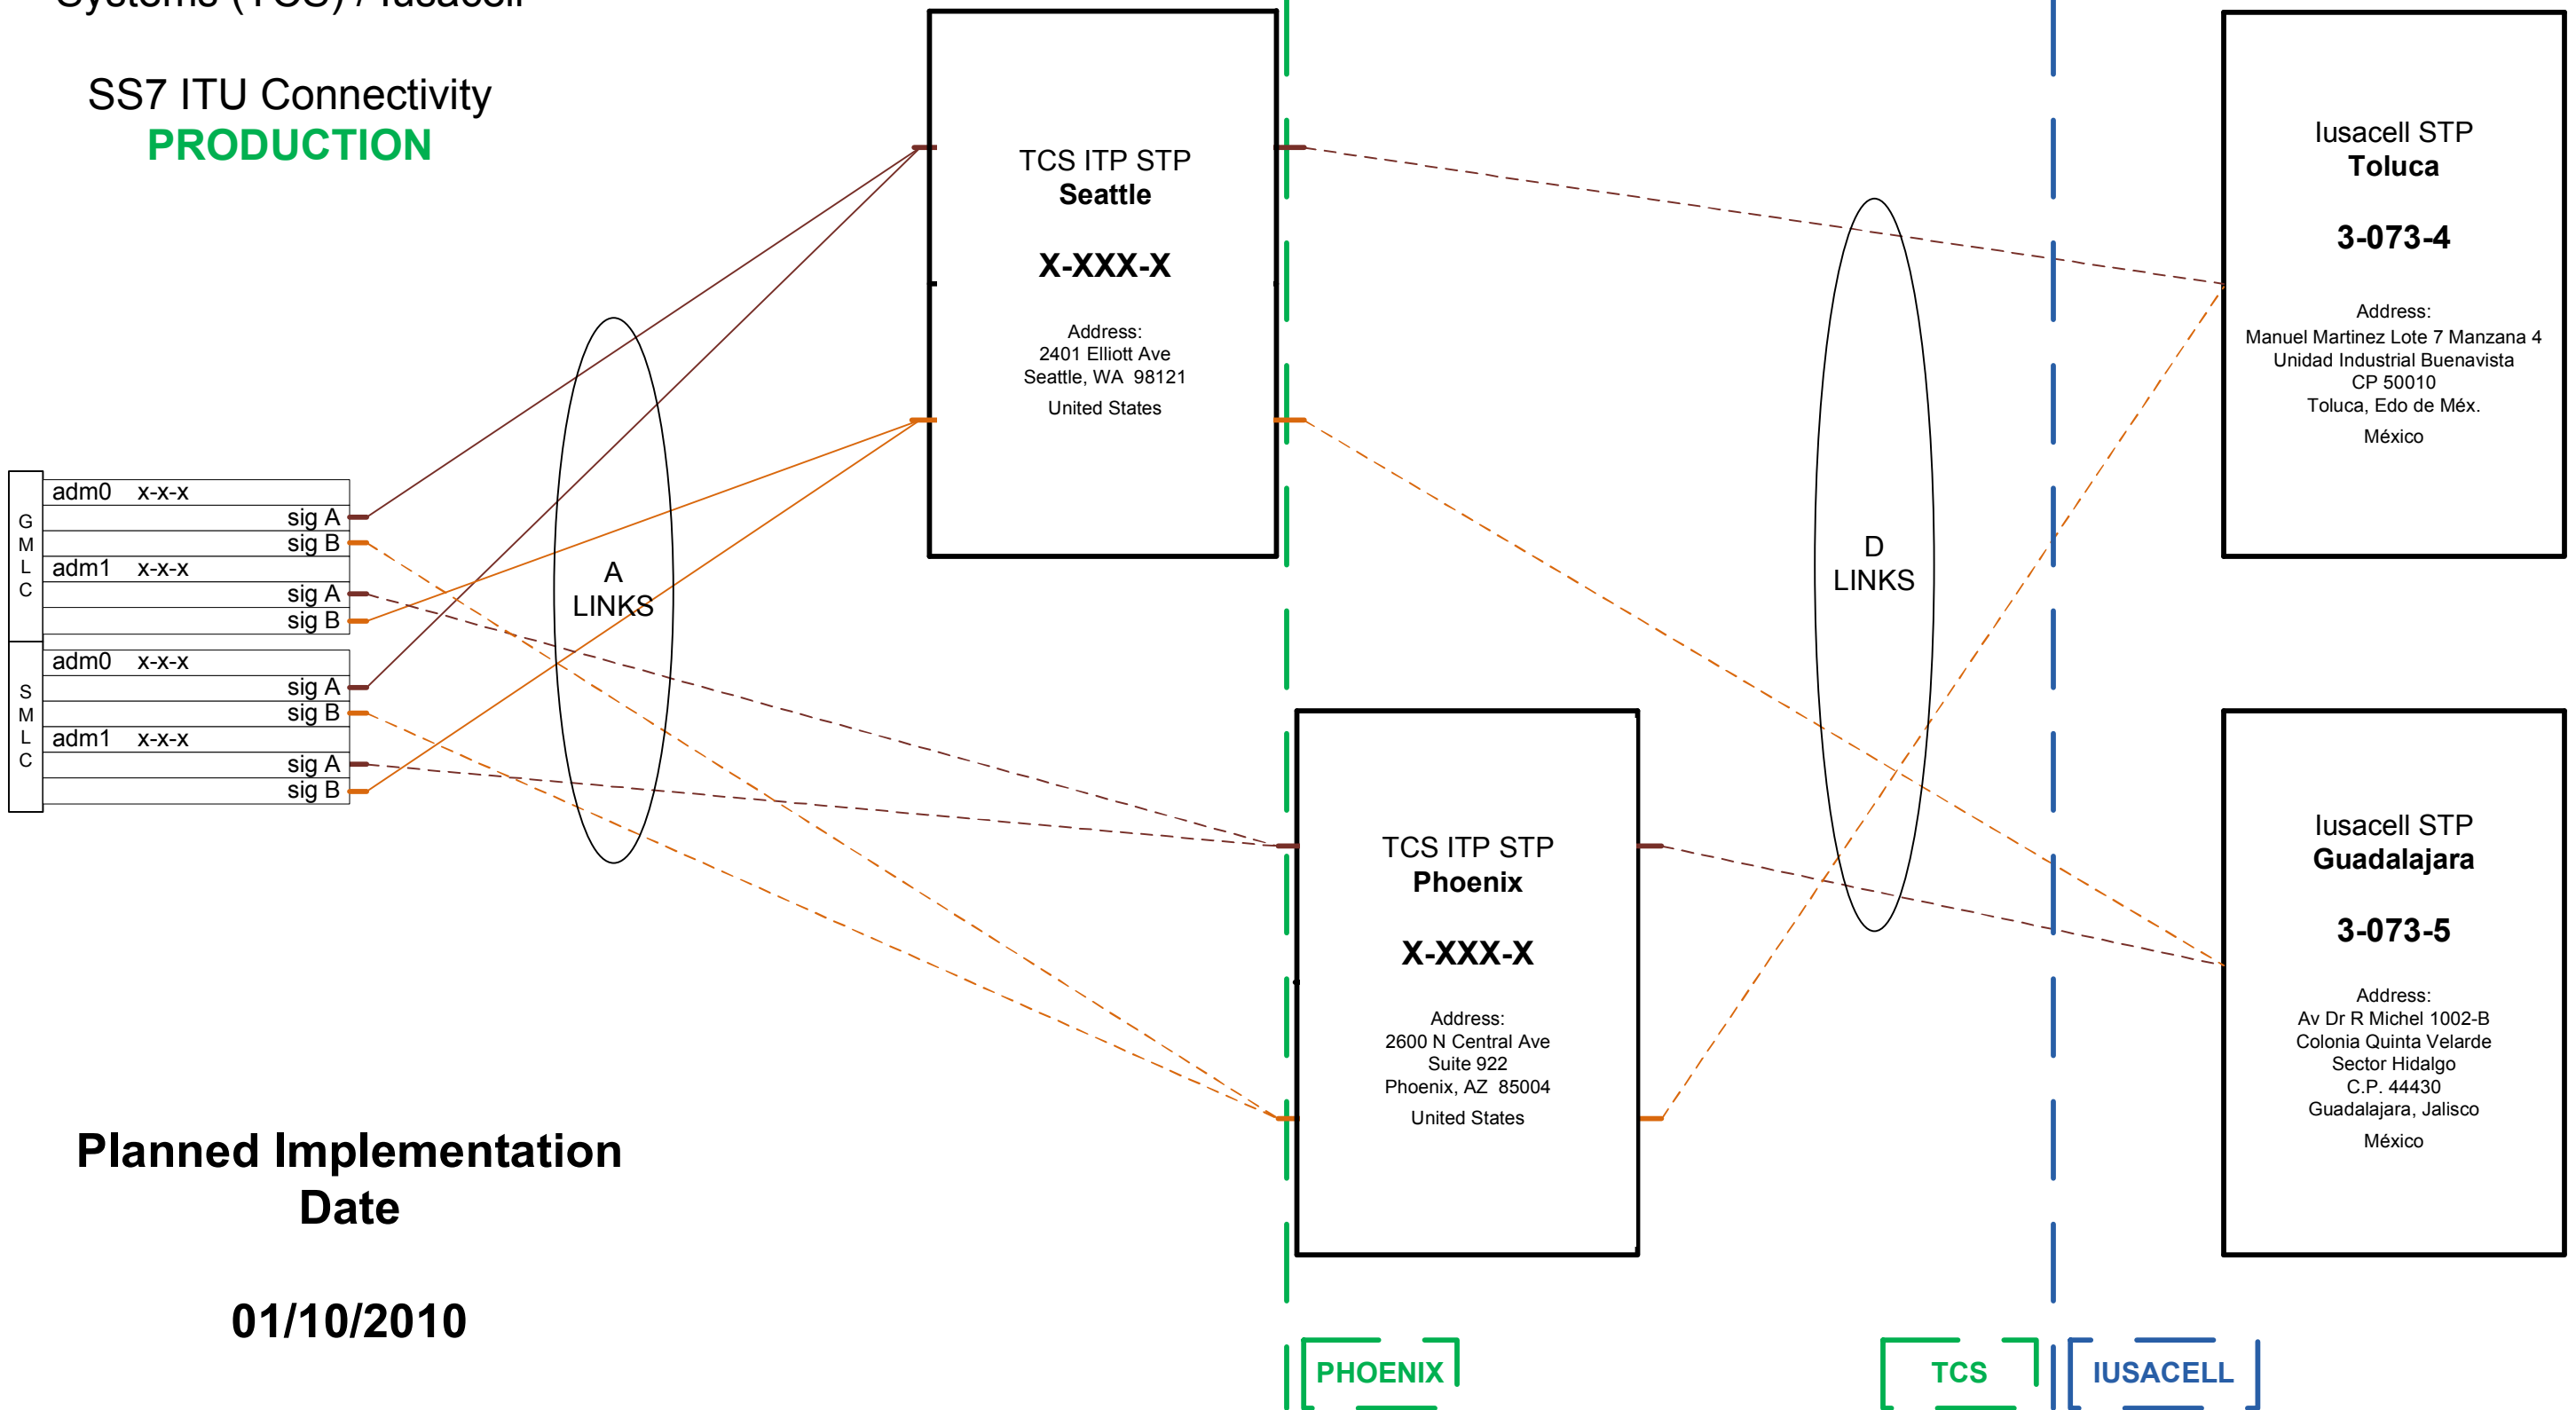 Systems (TCS) / Iusacell
SS7 ITU Connectivity
PRODUCTION
G
M
L
C
adm0 x-x-x
sig A
sig B
adm1 x-x-x
sig A
sig B
S
M
L
C
adm0 x-x-x
sig A
sig B
adm1 x-x-x
sig A
sig B
A
LINKS
TCS ITP STP
Seattle
X-XXX-X
Address:
2401 Elliott Ave
Seattle, WA 98121
United States
TCS ITP STP
Phoenix
X-XXX-X
Address:
2600 N Central Ave
Suite 922
Phoenix, AZ 85004
United States
D
LINKS
Iusacell STP
Toluca
3-073-4
Address:
Manuel Martinez Lote 7 Manzana 4
Unidad Industrial Buenavista
CP 50010
Toluca, Edo de Méx.
México
Iusacell STP
Guadalajara
3-073-5
Address:
Av Dr R Michel 1002-B
Colonia Quinta Velarde
Sector Hidalgo
C.P. 44430
Guadalajara, Jalisco
México
Planned Implementation
Date
01/10/2010
PHOENIX
TCS
IUSACELL